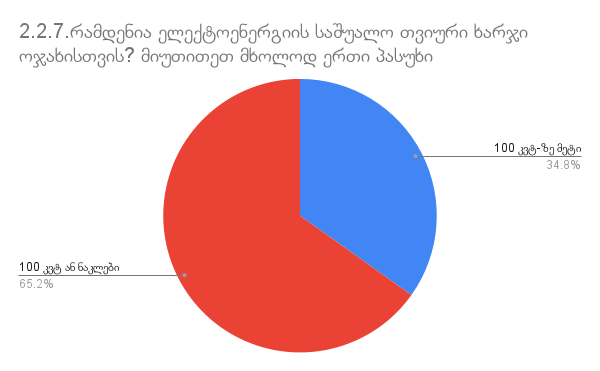 2.2.7.რამდენია ელექტოენერგიის საშუალო თვიური ხარჯი
ოჯახისთვის? მიუთითეთ მხოლოდ ერთი პასუხი
100 კვტ-ზე მეტი
34.8%
100 კვტ ან ნაკლები
65.2%